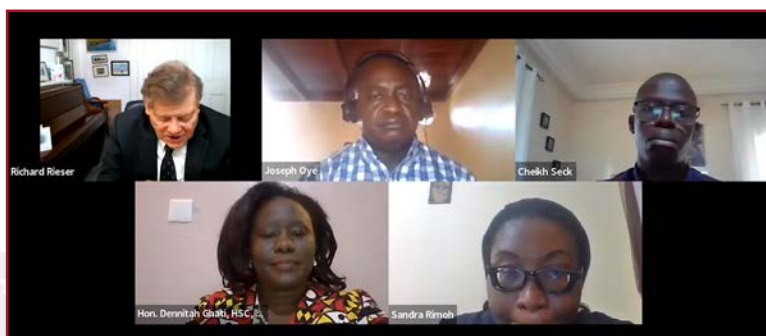 Richard Rieser
Joseph Oye
Cheikh Seck
Hon. Dennitah Ghati, HSC,
Sandra Rimoh